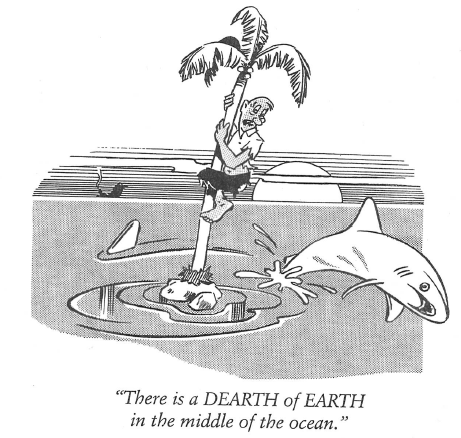 “There is a DEARTH of EARTH
in the middle of the ocean.”